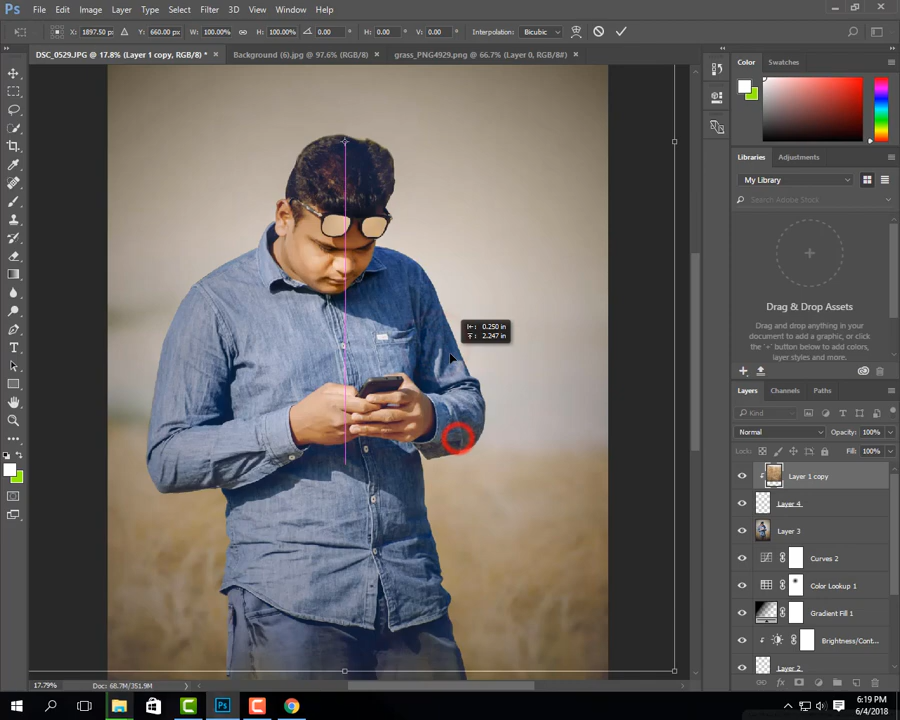 Ps File Edit Image Layer Type Select Filter 3D View Window Help
X: 1897.50 px Y: 660.00 px W: 100.00% H: 100.00% 0.00 ° H: 0.00 ° V: 0.00 ° Interpolation: Bicubic
DSC_0529.JPG @ 17.8% (Layer 1 copy, RGB/8) * × Background (6).jpg @ 97.6% (RGB/8) × grass_PNG4929.png @ 66.7% (Layer 0, RGB/8#) ×
Color Swatches
Libraries Adjustments
My Library
Search Adobe Stock
Drag & Drop Assets
Drag and drop anything in your
document to add a graphic, or click
the '+' button below to add colors,
layer styles and more.
Layers Channels Paths
Kind
Normal Opacity: 100%
Lock: Fill: 100%
Layer 1 copy
Layer 4
Layer 3
Curves 2
Color Lookup 1
Gradient Fill 1
Brightness/Cont...
Layer 2
0.250 in
2.247 in
17.79% Doc: 68.7M/351.9M
T
Ps
6:19 PM
6/4/2018